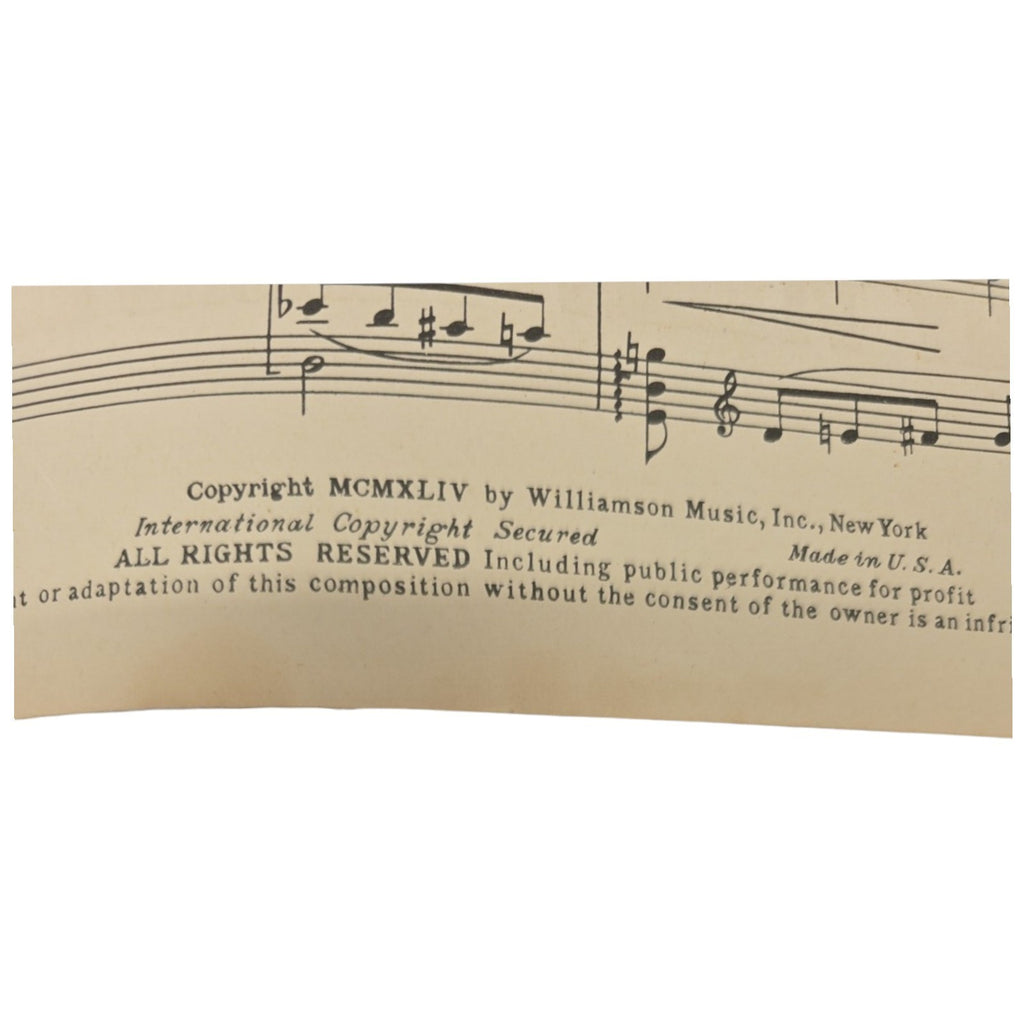 Copyright MCMXLIV by Williamson Music, Inc., New York
International Copyright Secured
Made in U. S. A.
ALL RIGHTS RESERVED Including public performance for profit
or adaptation of this composition without the consent of the owner is an